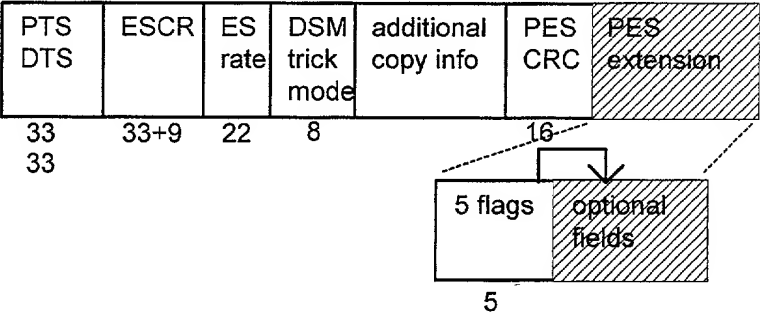 PTS
DTS
ESCR
ES
rate
DSM
trick
mode
additional
copy info
PES
CRC
PES
extension
33
33
33+9
22
8
16
5 flags
optional
fields
5